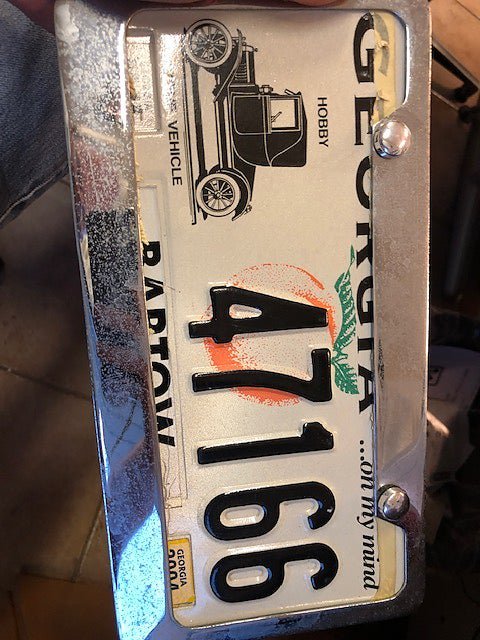 GEORGIA ...on my mind
HOBBY
VEHICLE
47166
BARTOW
GEORGIA